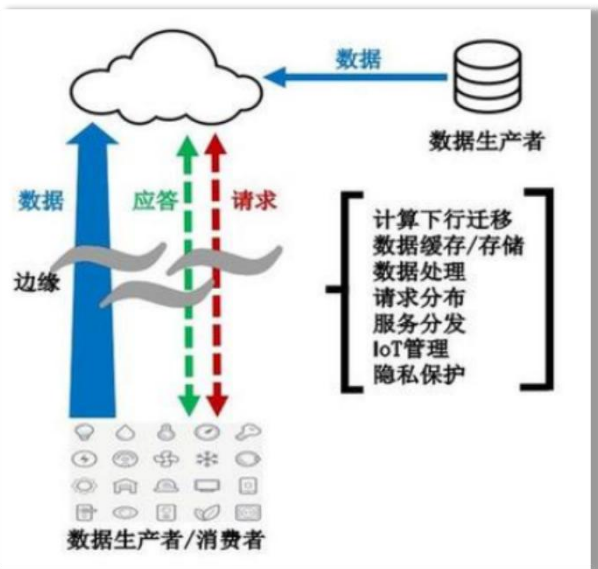 数据
数据生产者
数据
应答
请求
边缘
计算下行迁移
数据缓存/存储
数据处理
请求分布
服务分发
IoT管理
隐私保护
数据生产者/消费者